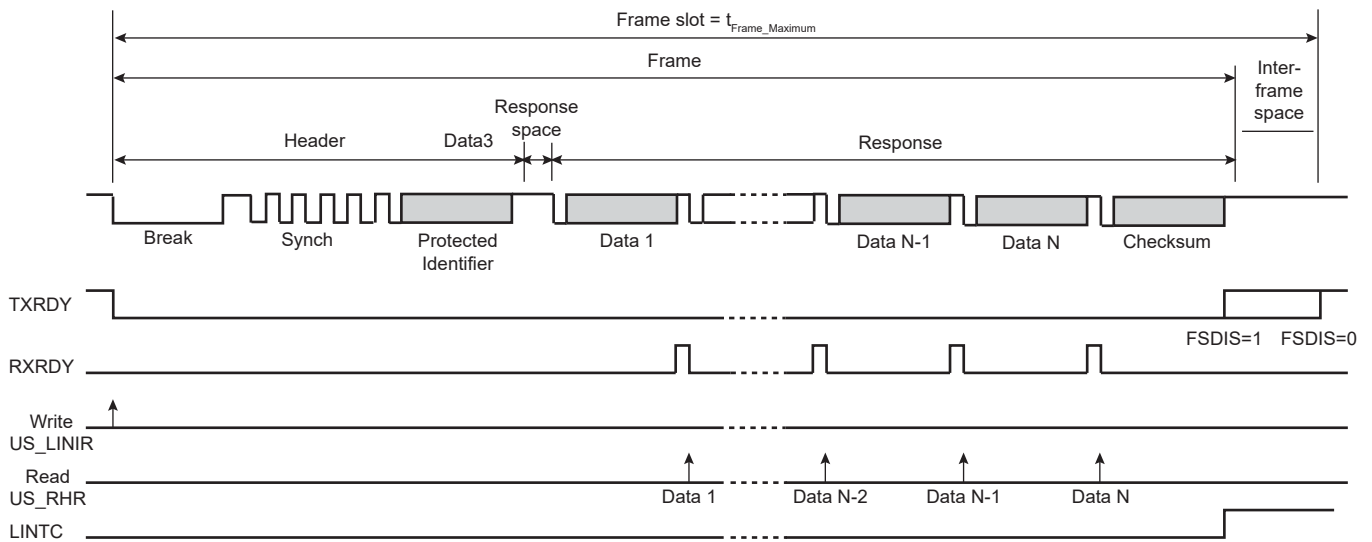 Frame slot = tFrame_Maximum
Frame
Inter-
frame
space
Response
space
Header
Data3
Response
Break
Synch
Protected
Identifier
Data 1
Data N-1
Data N
Checksum
TXRDY
FSDIS=1
FSDIS=0
RXRDY
Write
US_LINIR
Read
US_RHR
Data 1
Data N-2
Data N-1
Data N
LINTC